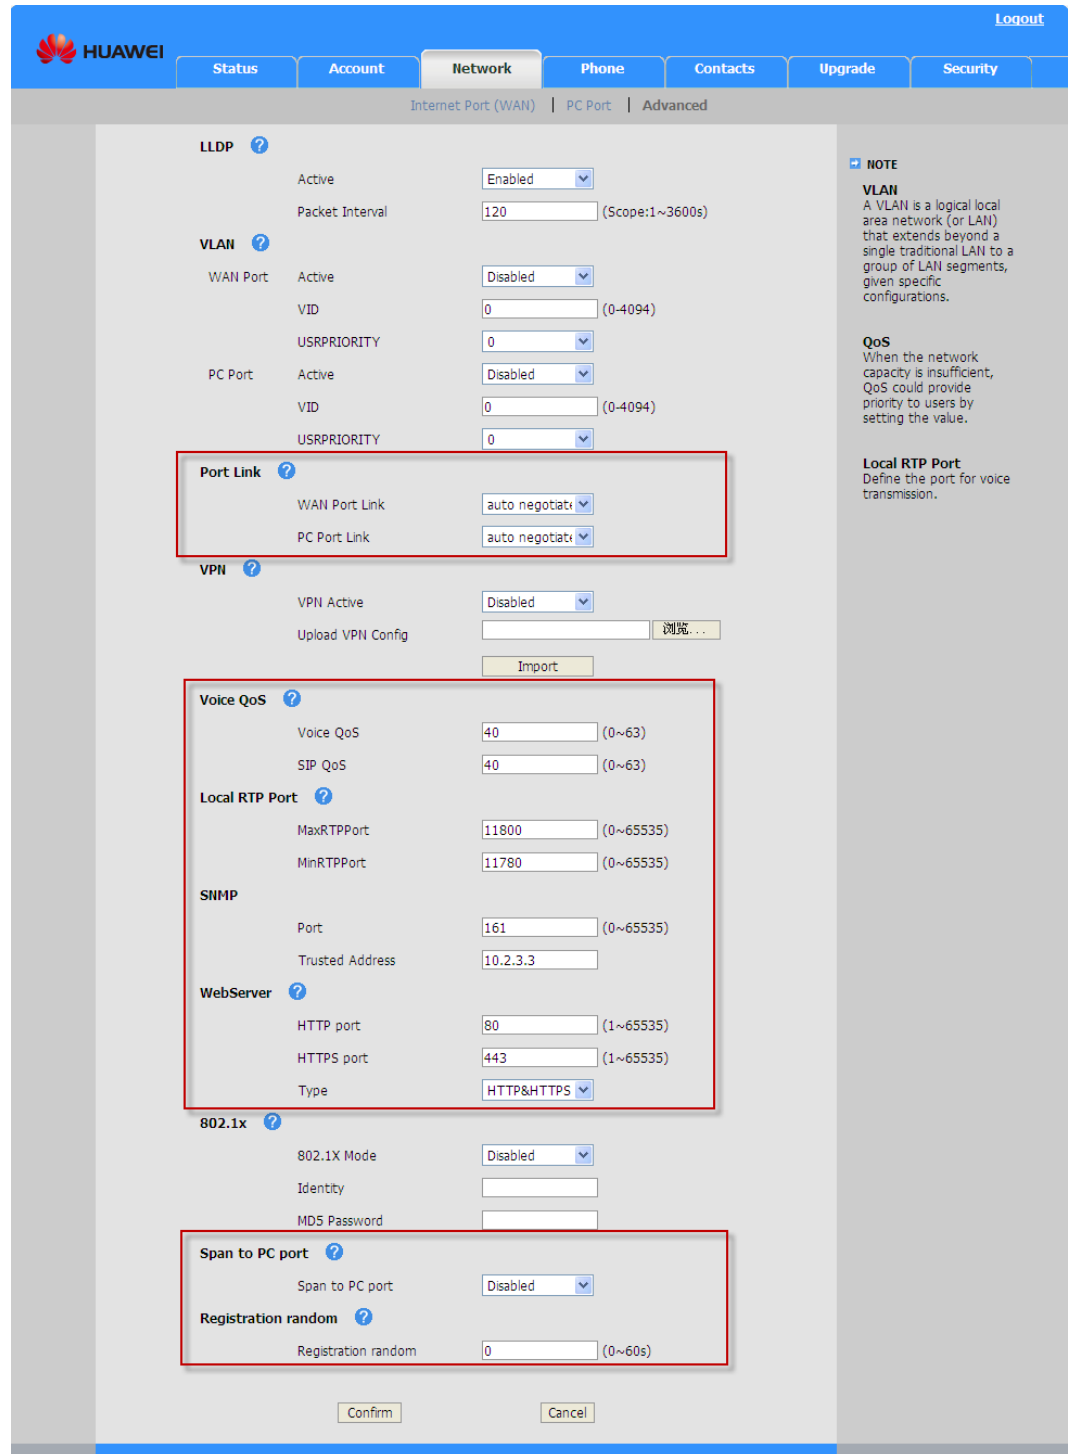 Logout
HUAWEI
Status Account Network Phone Contacts Upgrade Security
Internet Port (WAN) | PC Port | Advanced
LLDP ?
Active Enabled
Packet Interval 120 (Scope:1~3600s)
VLAN ?
WAN Port Active Disabled
VID 0 (0-4094)
USRPRIORITY 0
PC Port Active Disabled
VID 0 (0-4094)
USRPRIORITY 0
Port Link ?
WAN Port Link auto negotiate
PC Port Link auto negotiate
VPN ?
VPN Active Disabled
Upload VPN Config 浏览...
Import
Voice QoS ?
Voice QoS 40 (0~63)
SIP QoS 40 (0~63)
Local RTP Port ?
MaxRTPPort 11800 (0~65535)
MinRTPPort 11780 (0~65535)
SNMP
Port 161 (0~65535)
Trusted Address 10.2.3.3
WebServer ?
HTTP port 80 (1~65535)
HTTPS port 443 (1~65535)
Type HTTP&HTTPS
802.1x ?
802.1X Mode Disabled
Identity
MD5 Password
Span to PC port ?
Span to PC port Disabled
Registration random ?
Registration random 0 (0~60s)
Confirm Cancel
NOTE
VLAN
A VLAN is a logical local
area network (or LAN)
that extends beyond a
single traditional LAN to a
group of LAN segments,
given specific
configurations.
QoS
When the network
capacity is insufficient,
QoS could provide
priority to users by
setting the value.
Local RTP Port
Define the port for voice
transmission.